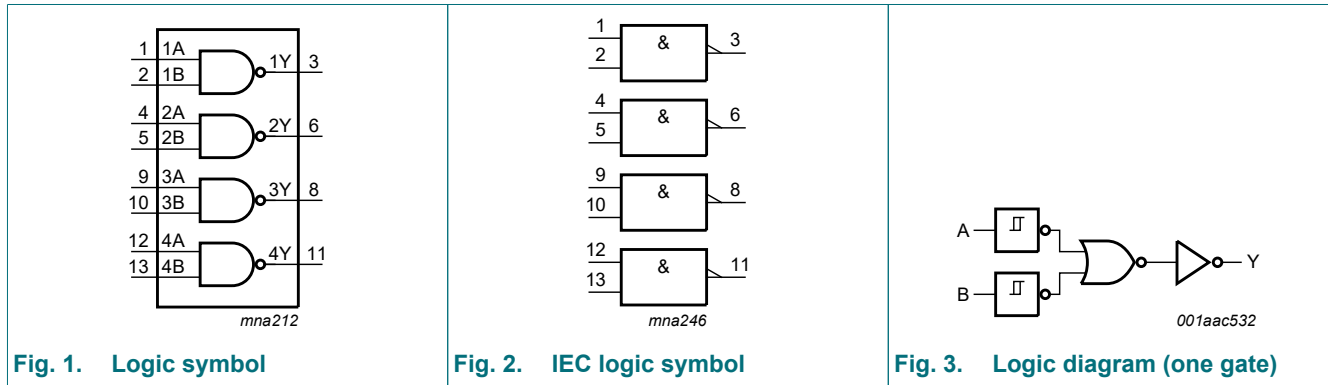 1 1A 1Y 3
2 1B
4 2A 2Y 6
5 2B
9 3A 3Y 8
10 3B
12 4A 4Y 11
13 4B
mna212
Fig. 1. Logic symbol
1 & 3
2
4 & 6
5
9 & 8
10
12 & 11
13
mna246
Fig. 2. IEC logic symbol
A
B
Y
001aac532
Fig. 3. Logic diagram (one gate)